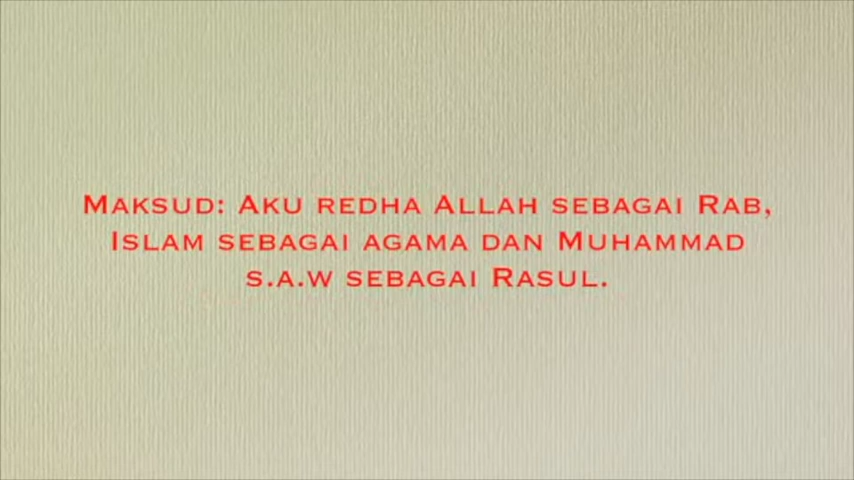 Maksud: Aku redha Allah sebagai Rab,
Islam sebagai agama dan Muhammad
s.a.w sebagai Rasul.